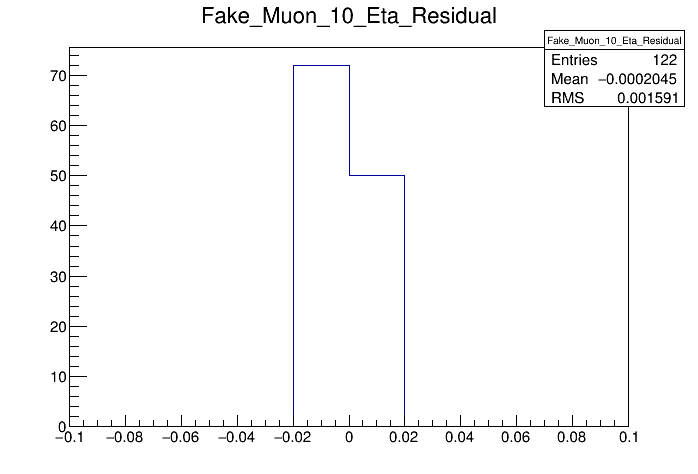 Fake_Muon_10_Eta_Residual
Fake_Muon_10_Eta_Residual
Entries 122
Mean −0.0002045
RMS 0.001591
70
60
50
40
30
20
10
0
−0.1 −0.08 −0.06 −0.04 −0.02 0 0.02 0.04 0.06 0.08 0.1